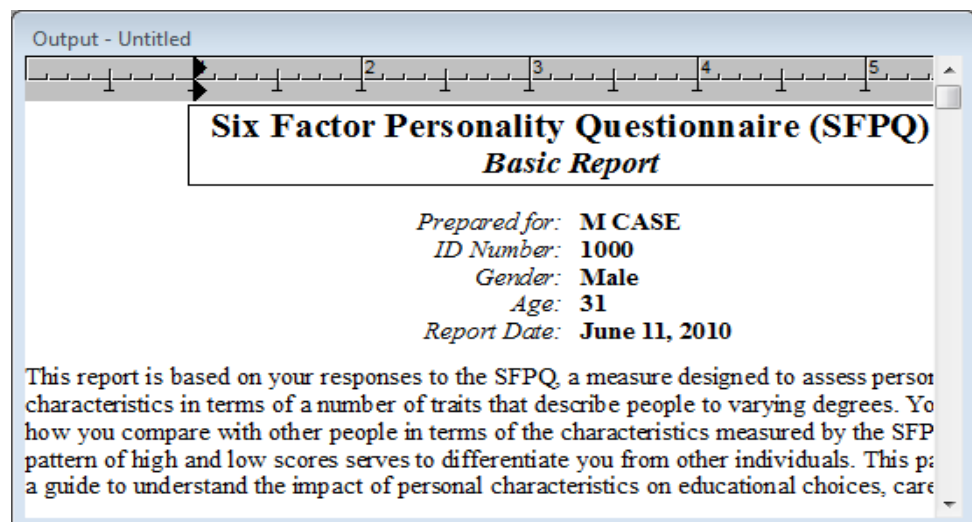 Output - Untitled
1 2 3 4 5
Six Factor Personality Questionnaire (SFPQ)
Basic Report
Prepared for: M CASE
ID Number: 1000
Gender: Male
Age: 31
Report Date: June 11, 2010
This report is based on your responses to the SFPQ, a measure designed to assess person
characteristics in terms of a number of traits that describe people to varying degrees. Yo
how you compare with other people in terms of the characteristics measured by the SFP
pattern of high and low scores serves to differentiate you from other individuals. This pa
a guide to understand the impact of personal characteristics on educational choices, care